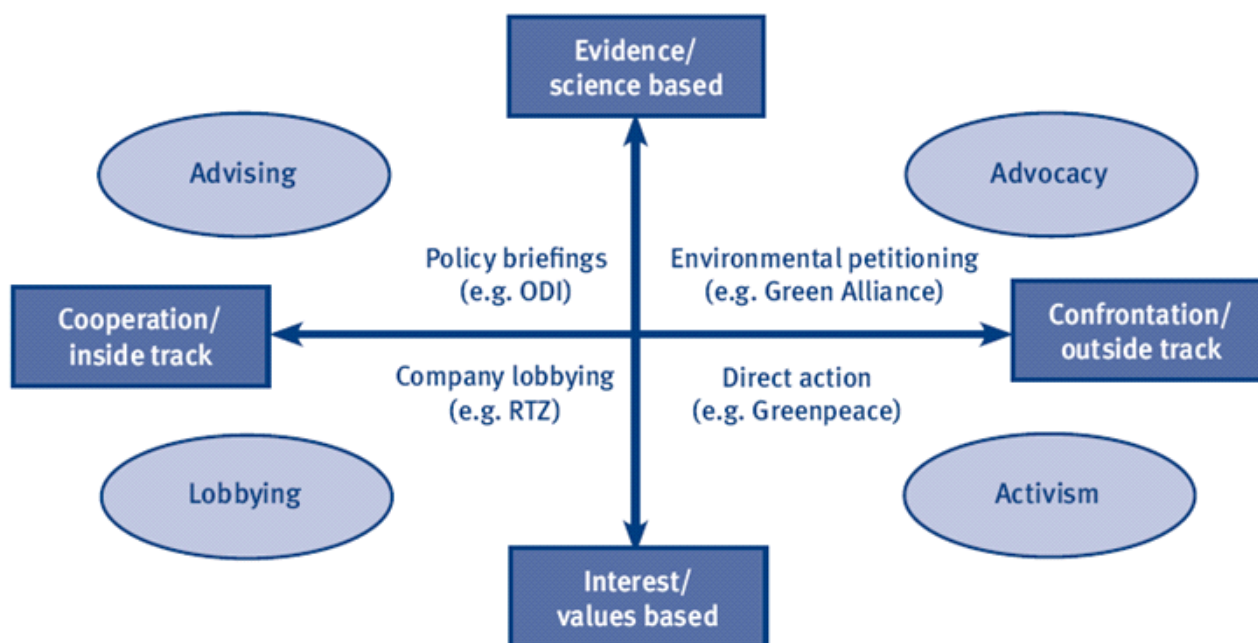 Evidence/
science based
Advising
Advocacy
Policy briefings
(e.g. ODI)
Environmental petitioning
(e.g. Green Alliance)
Cooperation/
inside track
Confrontation/
outside track
Company lobbying
(e.g. RTZ)
Direct action
(e.g. Greenpeace)
Lobbying
Activism
Interest/
values based